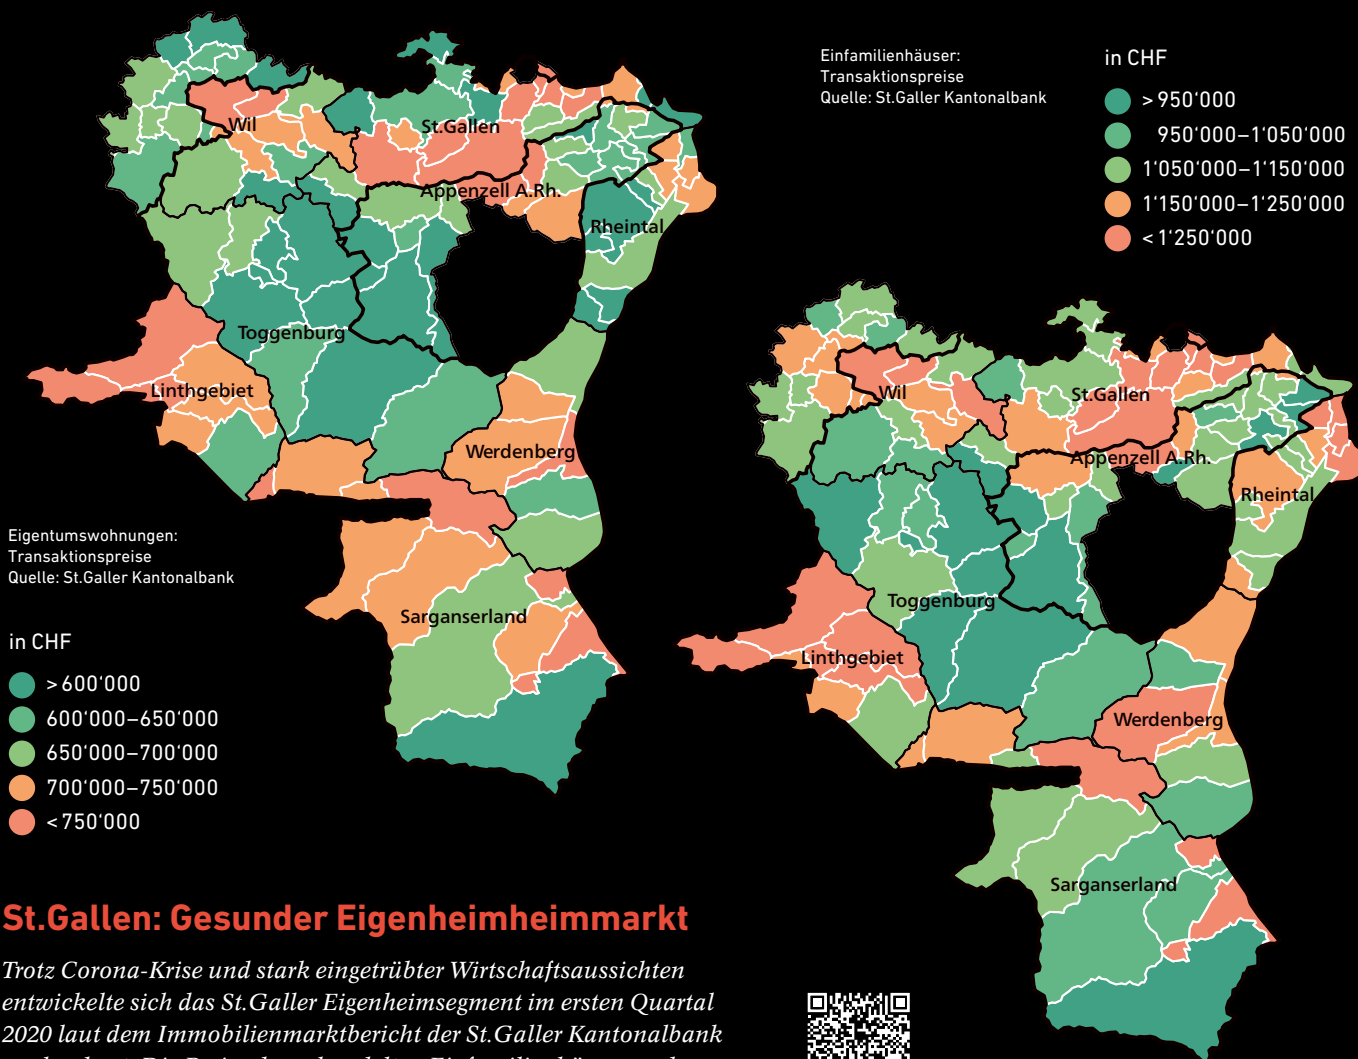 Einfamilienhäuser:
Transaktionspreise
Quelle: St.Galler Kantonalbank
in CHF
> 950‘000
950‘000–1‘050‘000
1‘050‘000–1‘150‘000
1‘150‘000–1‘250‘000
< 1‘250‘000
Wil
St.Gallen
Appenzell A.Rh.
Rheintal
Toggenburg
Linthgebiet
Werdenberg
Sarganserland
Wil
St.Gallen
Appenzell A.Rh.
Rheintal
Toggenburg
Linthgebiet
Werdenberg
Sarganserland
Eigentumswohnungen:
Transaktionspreise
Quelle: St.Galler Kantonalbank
in CHF
> 600‘000
600‘000–650‘000
650‘000–700‘000
700‘000–750‘000
< 750‘000
St.Gallen: Gesunder Eigenheimheimmarkt
Trotz Corona-Krise und stark eingetrübter Wirtschaftsaussichten
entwickelte sich das St.Galler Eigenheimsegment im ersten Quartal
2020 laut dem Immobilienmarktbericht der St.Galler Kantonalbank